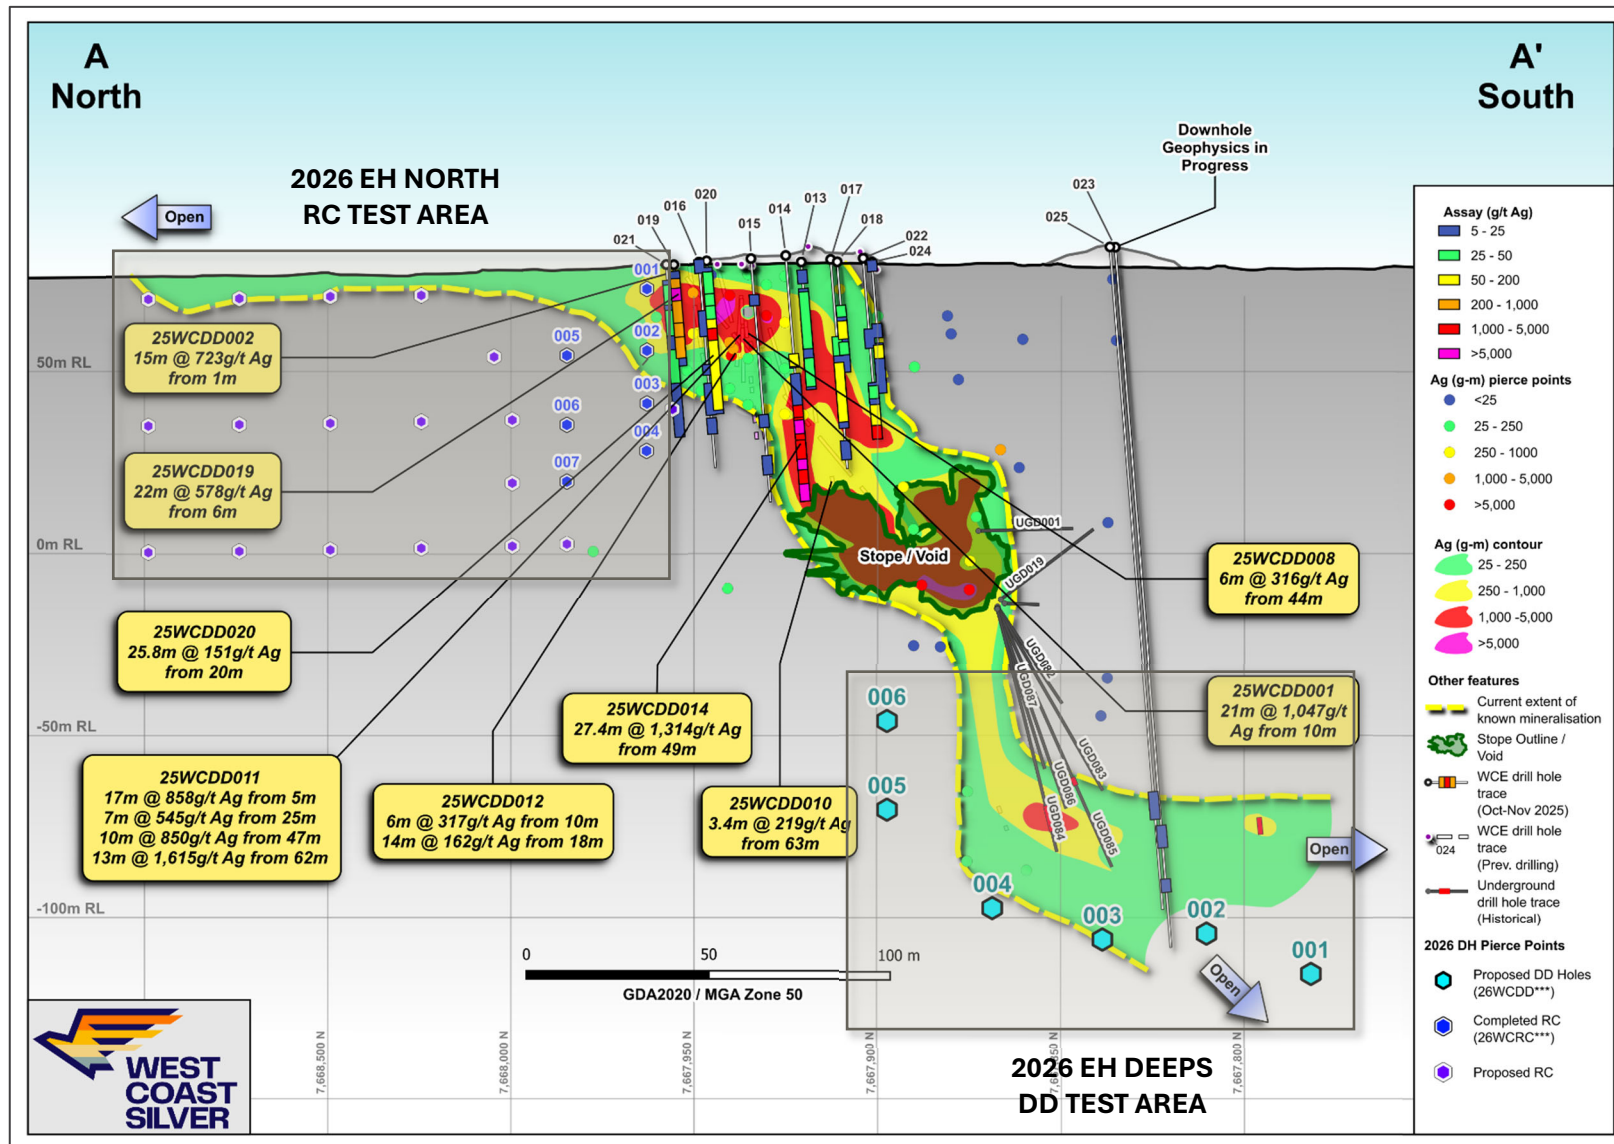 A
North
A'
South
Downhole
Geophysics in
Progress
2026 EH NORTH
RC TEST AREA
Open
019
016
020
021
015
014
013
017
018
022
024
025
023
001
002
003
004
005
006
007
50m RL
0m RL
-50m RL
-100m RL
25WCDD002
15m @ 723g/t Ag
from 1m
25WCDD019
22m @ 578g/t Ag
from 6m
25WCDD020
25.8m @ 151g/t Ag
from 20m
25WCDD011
17m @ 858g/t Ag from 5m
7m @ 545g/t Ag from 25m
10m @ 850g/t Ag from 47m
13m @ 1,615g/t Ag from 62m
25WCDD012
6m @ 317g/t Ag from 10m
14m @ 162g/t Ag from 18m
25WCDD014
27.4m @ 1,314g/t Ag
from 49m
25WCDD010
3.4m @ 219g/t Ag
from 63m
25WCDD008
6m @ 316g/t Ag
from 44m
25WCDD001
21m @ 1,047g/t
Ag from 10m
Stope / Void
UGD001
UGD019
UGD082
UGD087
UGD083
UGD086
UGD084
UGD085
006
005
004
003
002
001
Open
Open
0
50
100 m
GDA2020 / MGA Zone 50
7,668,500 N
7,668,000 N
7,667,950 N
7,667,900 N
7,667,850 N
7,667,800 N
2026 EH DEEPS
DD TEST AREA
WEST
COAST
SILVER
Assay (g/t Ag)
5 - 25
25 - 50
50 - 200
200 - 1,000
1,000 - 5,000
>5,000
Ag (g-m) pierce points
<25
25 - 250
250 - 1000
1,000 - 5,000
>5,000
Ag (g-m) contour
25 - 250
250 - 1,000
1,000 -5,000
>5,000
Other features
Current extent of
known mineralisation
Stope Outline /
Void
WCE drill hole
trace
(Oct-Nov 2025)
024
WCE drill hole
trace
(Prev. drilling)
Underground
drill hole trace
(Historical)
2026 DH Pierce Points
Proposed DD Holes
(26WCDD***)
Completed RC
(26WCRC***)
Proposed RC